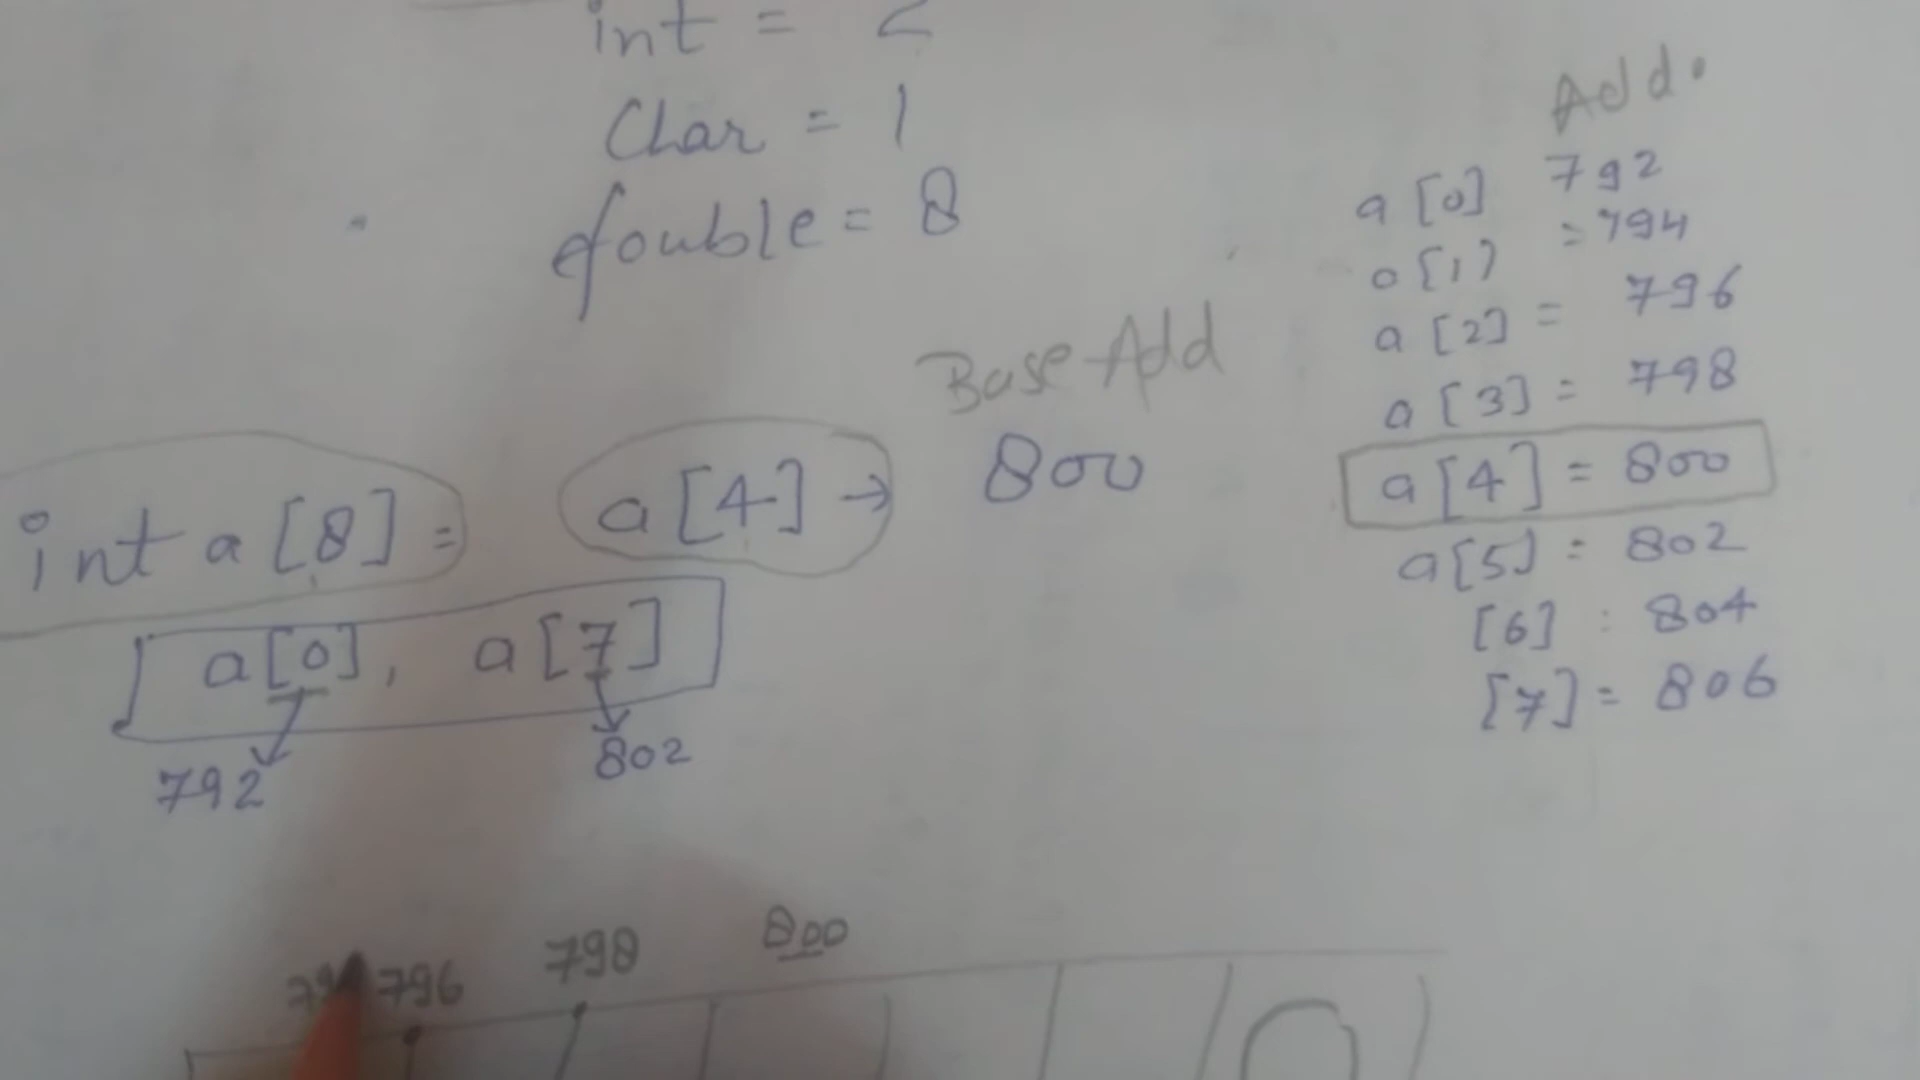 int = 2
Char = 1
double = 8
Base Add
int a [8] = a [4] → 800
a[0], a[7]
792 802
Add.
a [0] 792
a [1] = 794
a [2] = 796
a [3] = 798
a [4] = 800
a [5] = 802
[6] : 804
[7] = 806
796 798 800